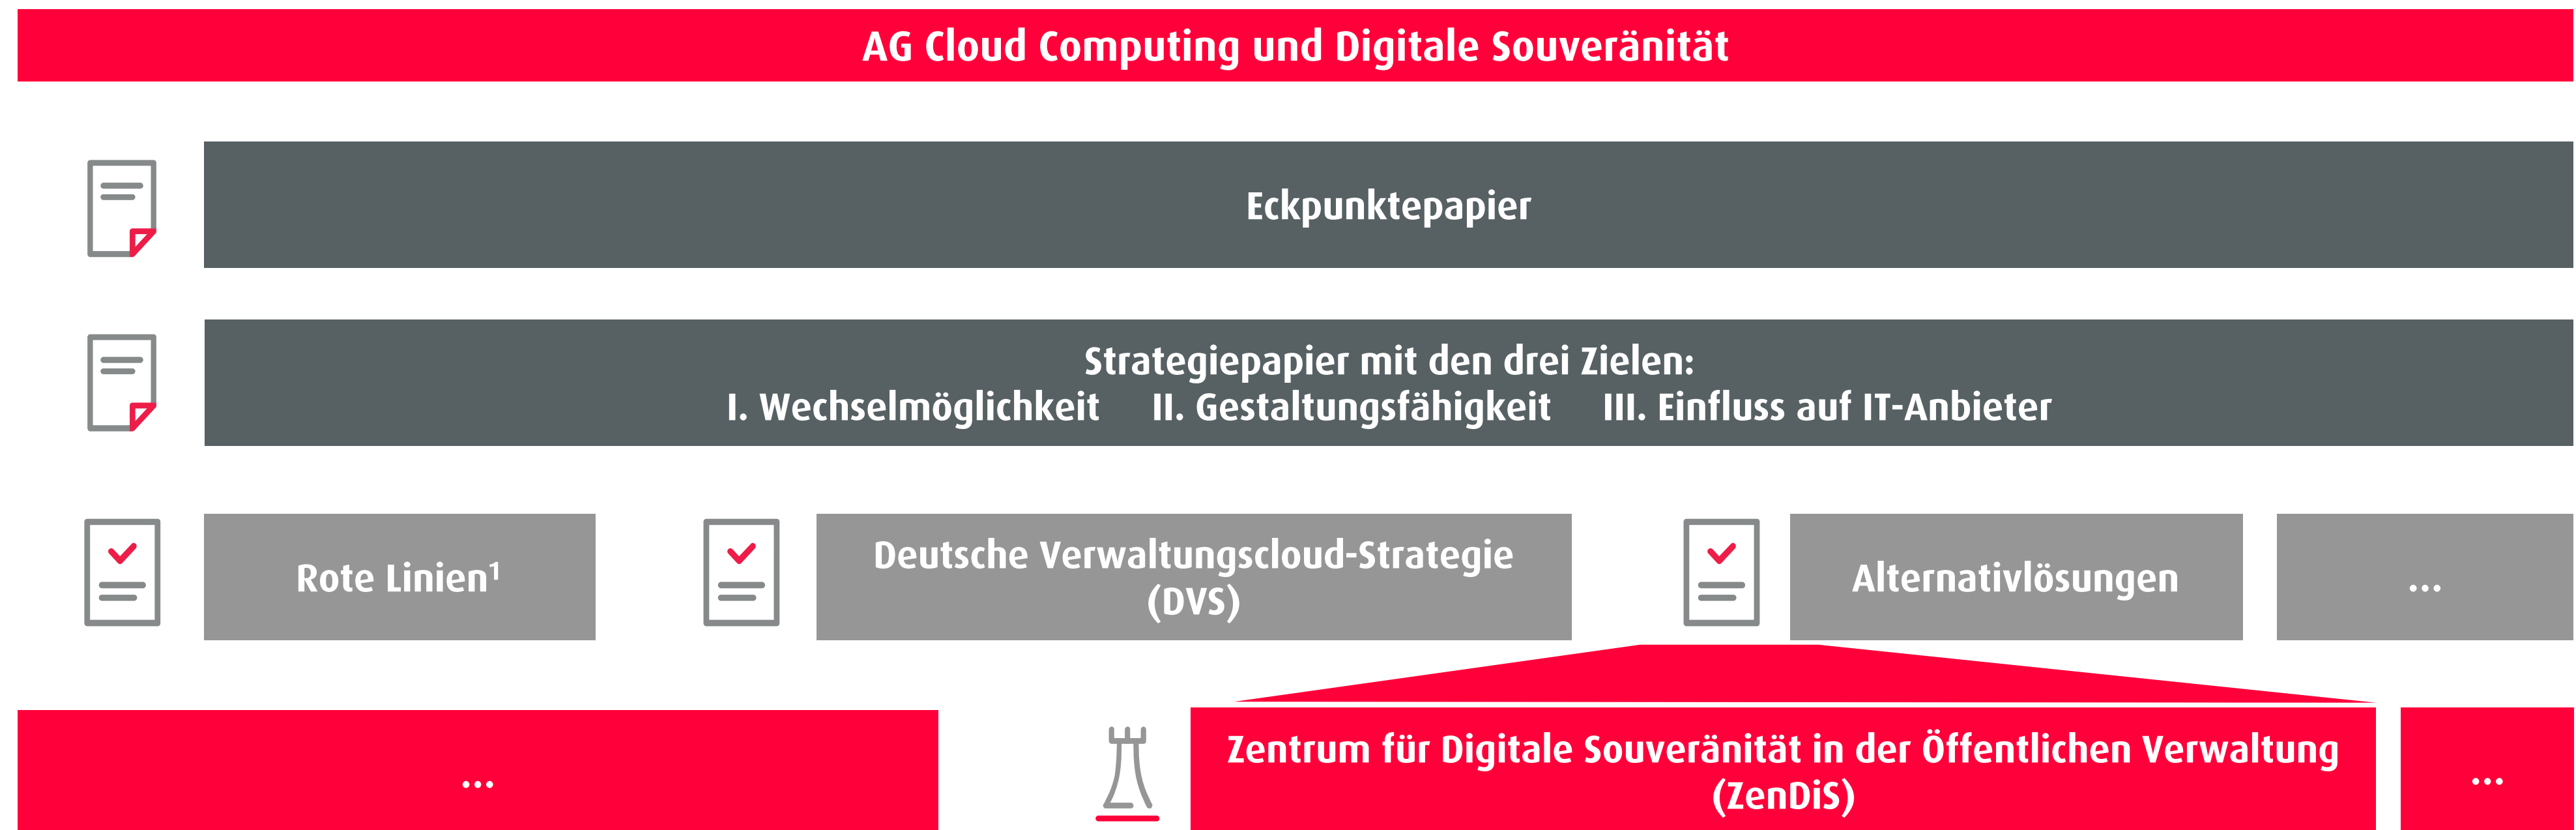 AG Cloud Computing und Digitale Souveränität
Eckpunktepapier
Strategiepapier mit den drei Zielen:
I. Wechselmöglichkeit II. Gestaltungsfähigkeit III. Einfluss auf IT-Anbieter
Rote Linien¹
Deutsche Verwaltungscloud-Strategie
(DVS)
Alternativlösungen
...
...
Zentrum für Digitale Souveränität in der Öffentlichen Verwaltung
(ZenDiS)
...